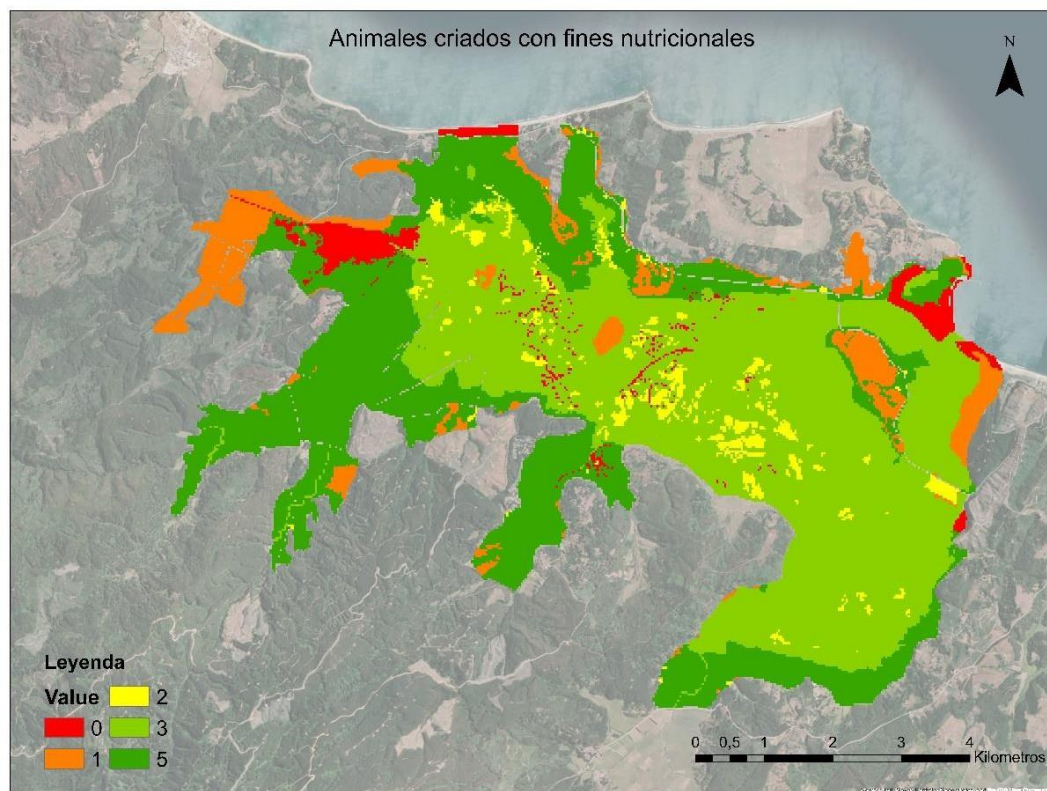 Animales criados con fines nutricionales
N
Leyenda
Value
2
0
3
1
5
0 0,5 1 2 3 4
Kilometros